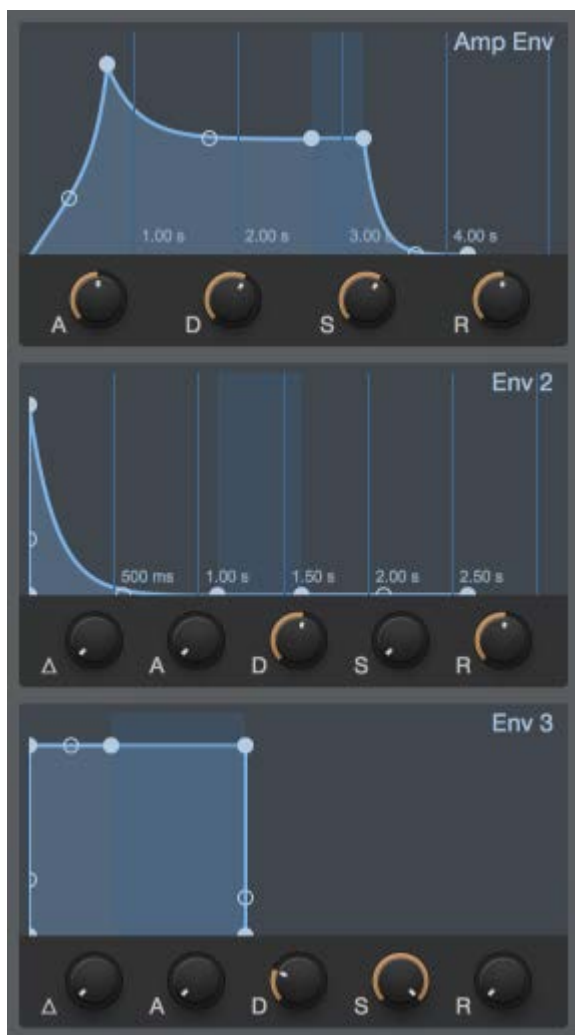 Amp Env
1.00 s 2.00 s 3.00 s 4.00 s
A D S R
Env 2
500 ms 1.00 s 1.50 s 2.00 s 2.50 s
Δ A D S R
Env 3
Δ A D S R